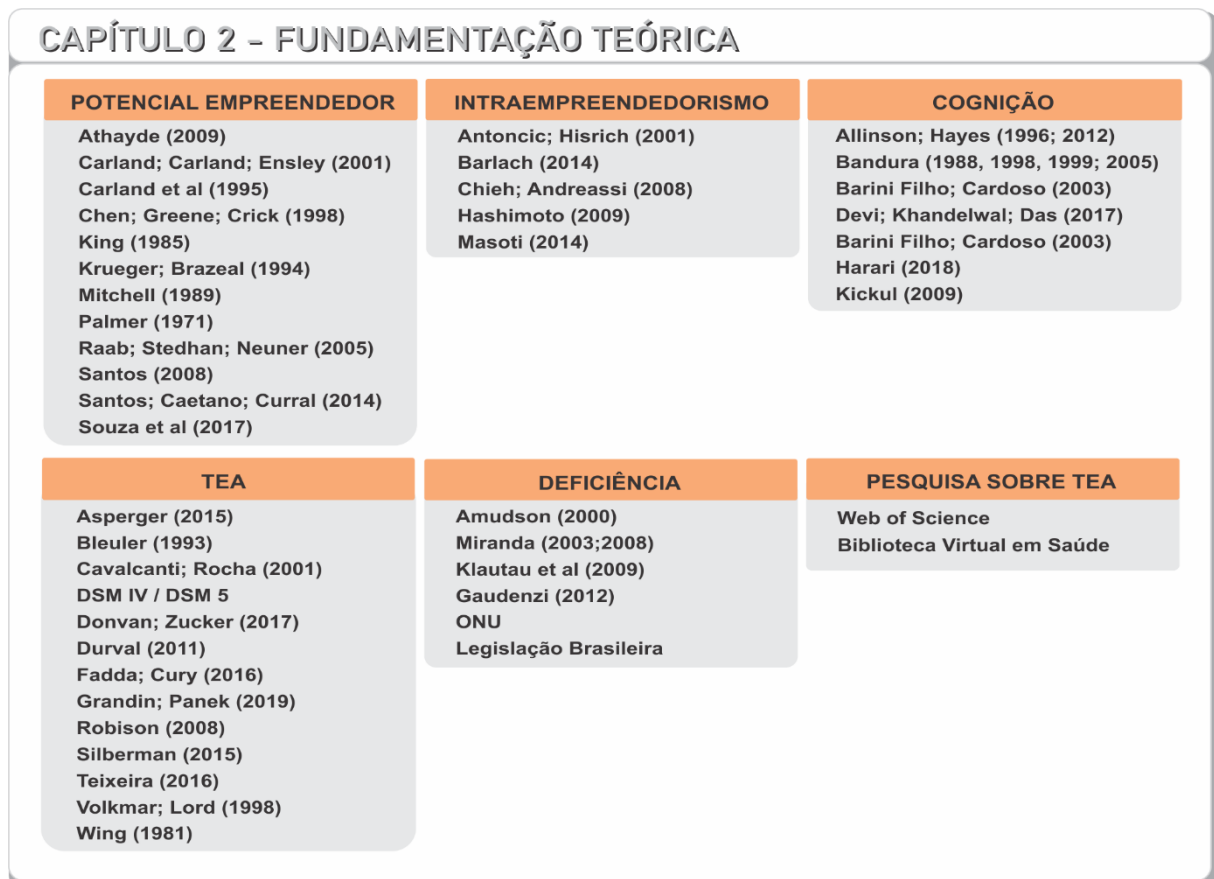 CAPÍTULO 2 - FUNDAMENTAÇÃO TEÓRICA
POTENCIAL EMPREENDEDOR
Athayde (2009)
Carland; Carland; Ensley (2001)
Carland et al (1995)
Chen; Greene; Crick (1998)
King (1985)
Krueger; Brazeal (1994)
Mitchell (1989)
Palmer (1971)
Raab; Stedhan; Neuner (2005)
Santos (2008)
Santos; Caetano; Curral (2014)
Souza et al (2017)
INTRAEMPREENDEDORISMO
Antoncic; Hisrich (2001)
Barlach (2014)
Chieh; Andreassi (2008)
Hashimoto (2009)
Masoti (2014)
COGNIÇÃO
Allinson; Hayes (1996; 2012)
Bandura (1988, 1998, 1999; 2005)
Barini Filho; Cardoso (2003)
Devi; Khandelwal; Das (2017)
Barini Filho; Cardoso (2003)
Harari (2018)
Kickul (2009)
TEA
Asperger (2015)
Bleuler (1993)
Cavalcanti; Rocha (2001)
DSM IV / DSM 5
Donvan; Zucker (2017)
Durval (2011)
Fadda; Cury (2016)
Grandin; Panek (2019)
Robison (2008)
Silberman (2015)
Teixeira (2016)
Volkmar; Lord (1998)
Wing (1981)
DEFICIÊNCIA
Amudson (2000)
Miranda (2003;2008)
Klautau et al (2009)
Gaudenzi (2012)
ONU
Legislação Brasileira
PESQUISA SOBRE TEA
Web of Science
Biblioteca Virtual em Saúde